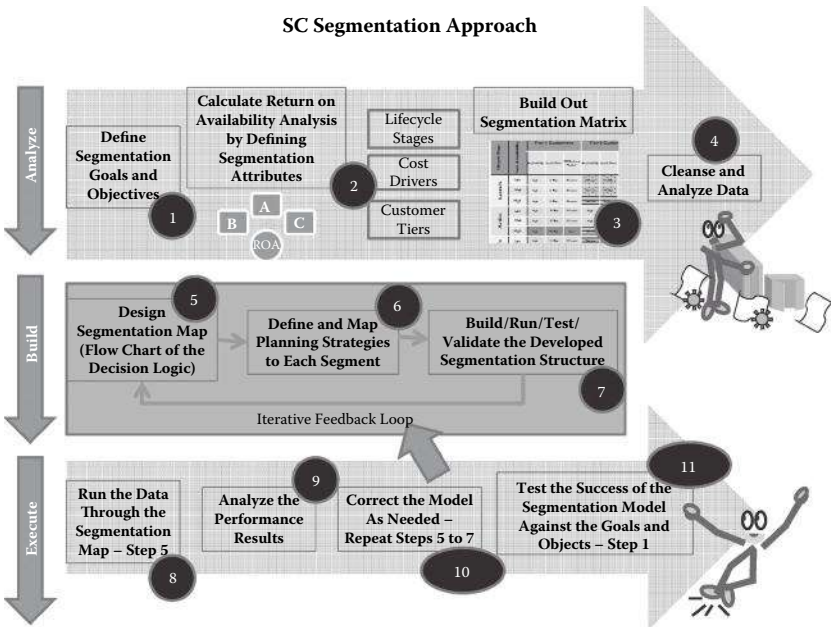 SC Segmentation Approach
Analyze
Define
Segmentation
Goals and
Objectives
1
Calculate Return on
Availability Analysis
by Defining
Segmentation
Attributes
A
B
C
ROA
2
Lifecycle
Stages
Cost
Drivers
Customer
Tiers
Build Out
Segmentation Matrix
3
4
Cleanse and
Analyze Data
Build
5
Design
Segmentation Map
(Flow Chart of the
Decision Logic)
6
Define and Map
Planning Strategies
to Each Segment
Build/Run/Test/
Validate the Developed
Segmentation Structure
7
Iterative Feedback Loop
Execute
Run the Data
Through the
Segmentation
Map – Step 5
8
9
Analyze the
Performance
Results
Correct the Model
As Needed –
Repeat Steps 5 to 7
10
11
Test the Success of the
Segmentation Model
Against the Goals and
Objects – Step 1